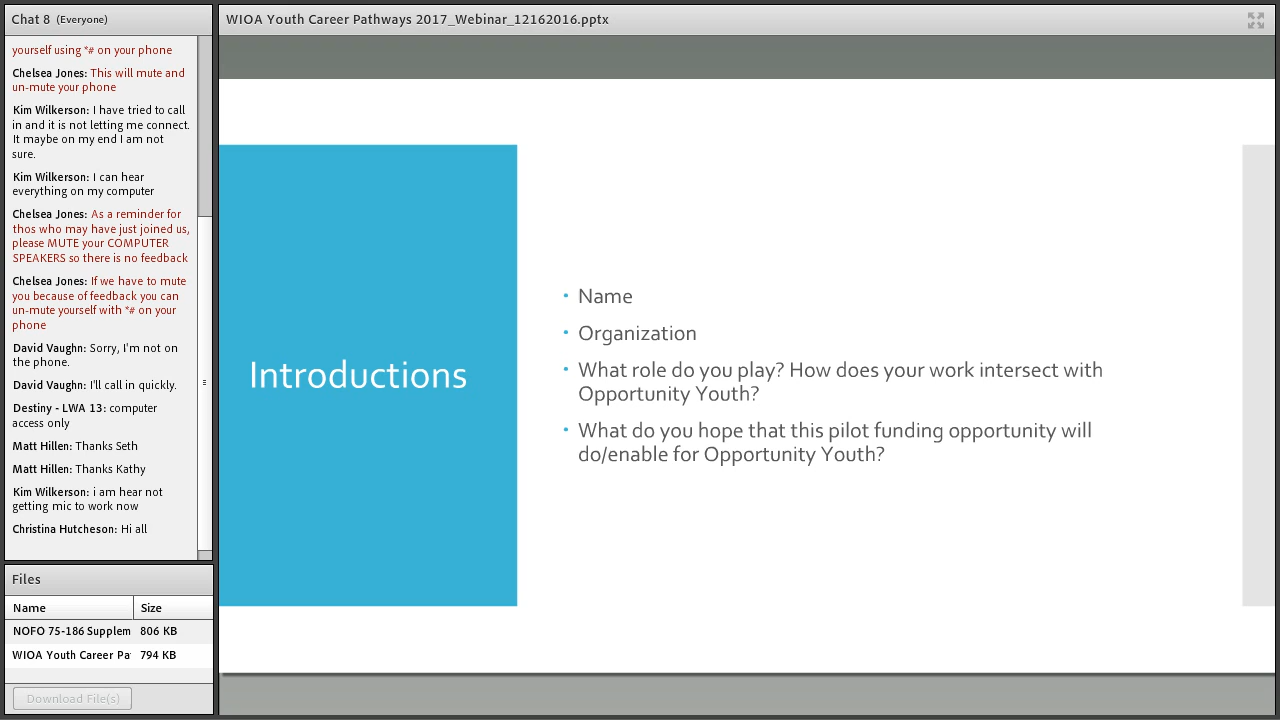 Chat 8 (Everyone)
yourself using *# on your phone
Chelsea Jones: This will mute and
un-mute your phone
Kim Wilkerson: I have tried to call
in and it is not letting me connect.
It maybe on my end I am not
sure.
Kim Wilkerson: I can hear
everything on my computer
Chelsea Jones: As a reminder for
thos who may have just joined us,
please MUTE your COMPUTER
SPEAKERS so there is no feedback
Chelsea Jones: If we have to mute
you because of feedback you can
un-mute yourself with *# on your
phone
David Vaughn: Sorry, I'm not on
the phone.
David Vaughn: I'll call in quickly.
Destiny - LWA 13: computer
access only
Matt Hillen: Thanks Seth
Matt Hillen: Thanks Kathy
Kim Wilkerson: i am hear not
getting mic to work now
Christina Hutcheson: Hi all
Files
Name Size
NOFO 75-186 Supplem 806 KB
WIOA Youth Career Pa 794 KB
Download File(s)
WIOA Youth Career Pathways 2017_Webinar_12162016.pptx
Introductions
• Name
• Organization
• What role do you play? How does your work intersect with
Opportunity Youth?
• What do you hope that this pilot funding opportunity will
do/enable for Opportunity Youth?